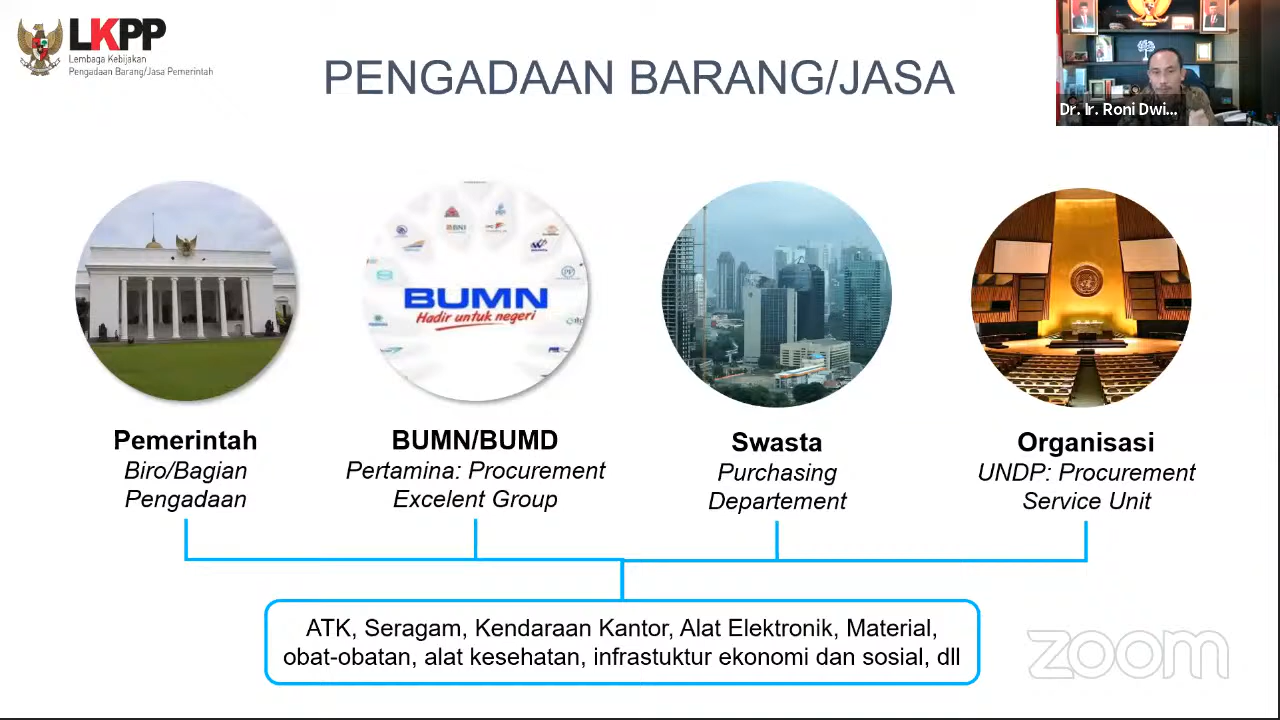 LKPP
Lembaga Kebijakan
Pengadaan Barang/Jasa Pemerintah
PENGADAAN BARANG/JASA
Dr. Ir. Roni Dwi...
BNI
BUMN
Hadir untuk negeri
PP
Pemerintah
Biro/Bagian
Pengadaan
BUMN/BUMD
Pertamina: Procurement
Excelent Group
Swasta
Purchasing
Departement
Organisasi
UNDP: Procurement
Service Unit
ATK, Seragam, Kendaraan Kantor, Alat Elektronik, Material,
obat-obatan, alat kesehatan, infrastuktur ekonomi dan sosial, dll
zoom